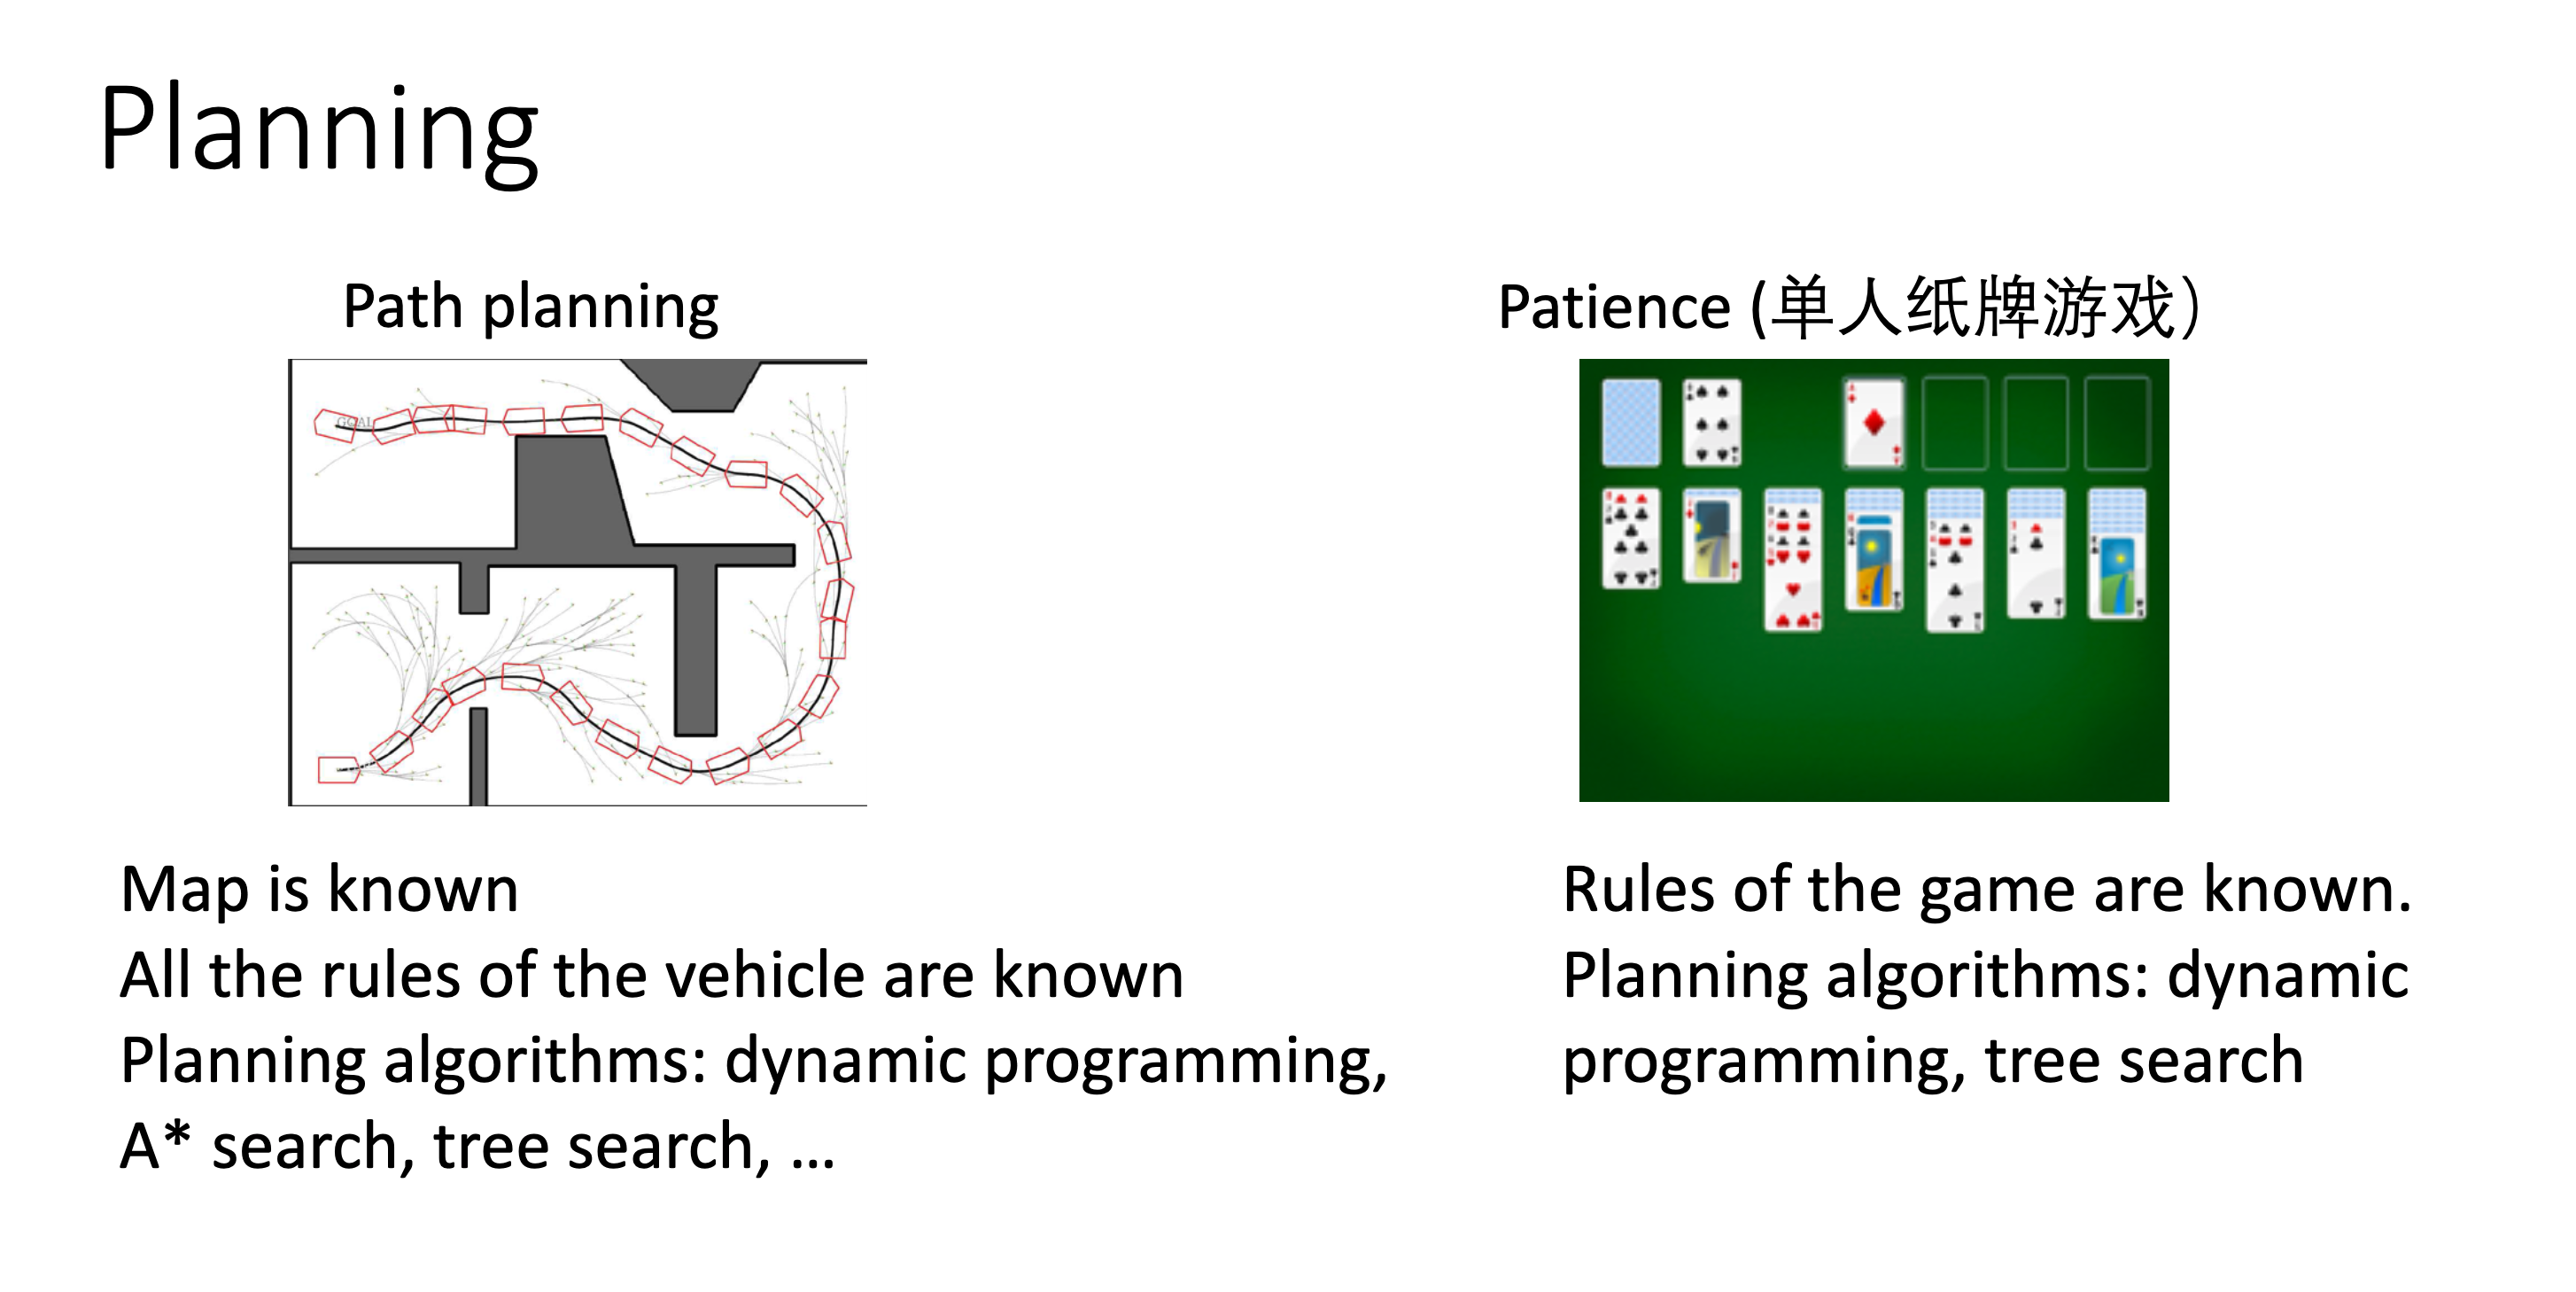 Planning
Path planning
GOAL
Map is known
All the rules of the vehicle are known
Planning algorithms: dynamic programming,
A* search, tree search, ...
Patience (单人纸牌游戏）
Rules of the game are known.
Planning algorithms: dynamic
programming, tree search